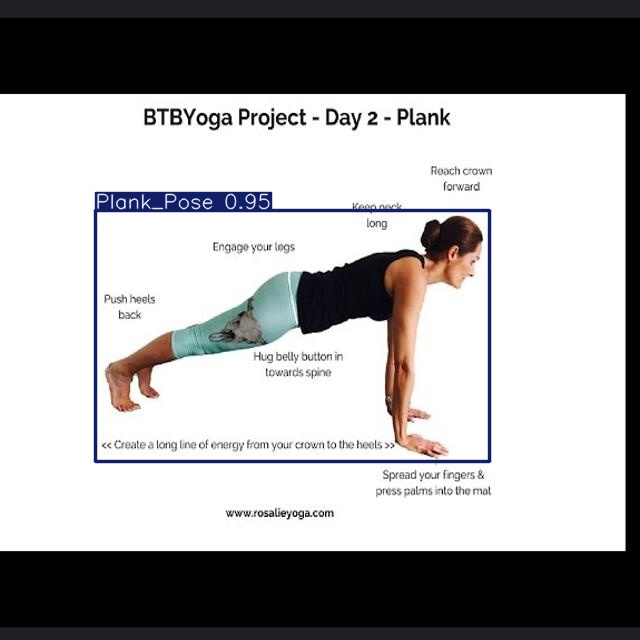 BTBYoga Project - Day 2 - Plank
Reach crown
forward
Plank_Pose 0.95
Keep neck
long
Engage your legs
Push heels
back
Hug belly button in
towards spine
<< Create a long line of energy from your crown to the heels >>
Spread your fingers &
press palms into the mat
www.rosalieyoga.com